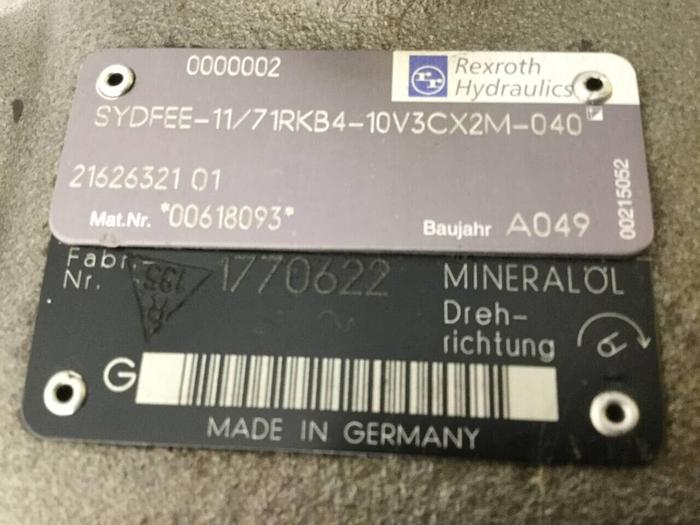 0000002
Rexroth
Hydraulics
SYDFEE-11/71RKB4-10V3CX2M-040
21626321 01
Mat.Nr. *00618093*
Baujahr A049
00215052
Fabr.
Nr.
1770622
MINERALÖL
Dreh-
richtung
G
MADE IN GERMANY